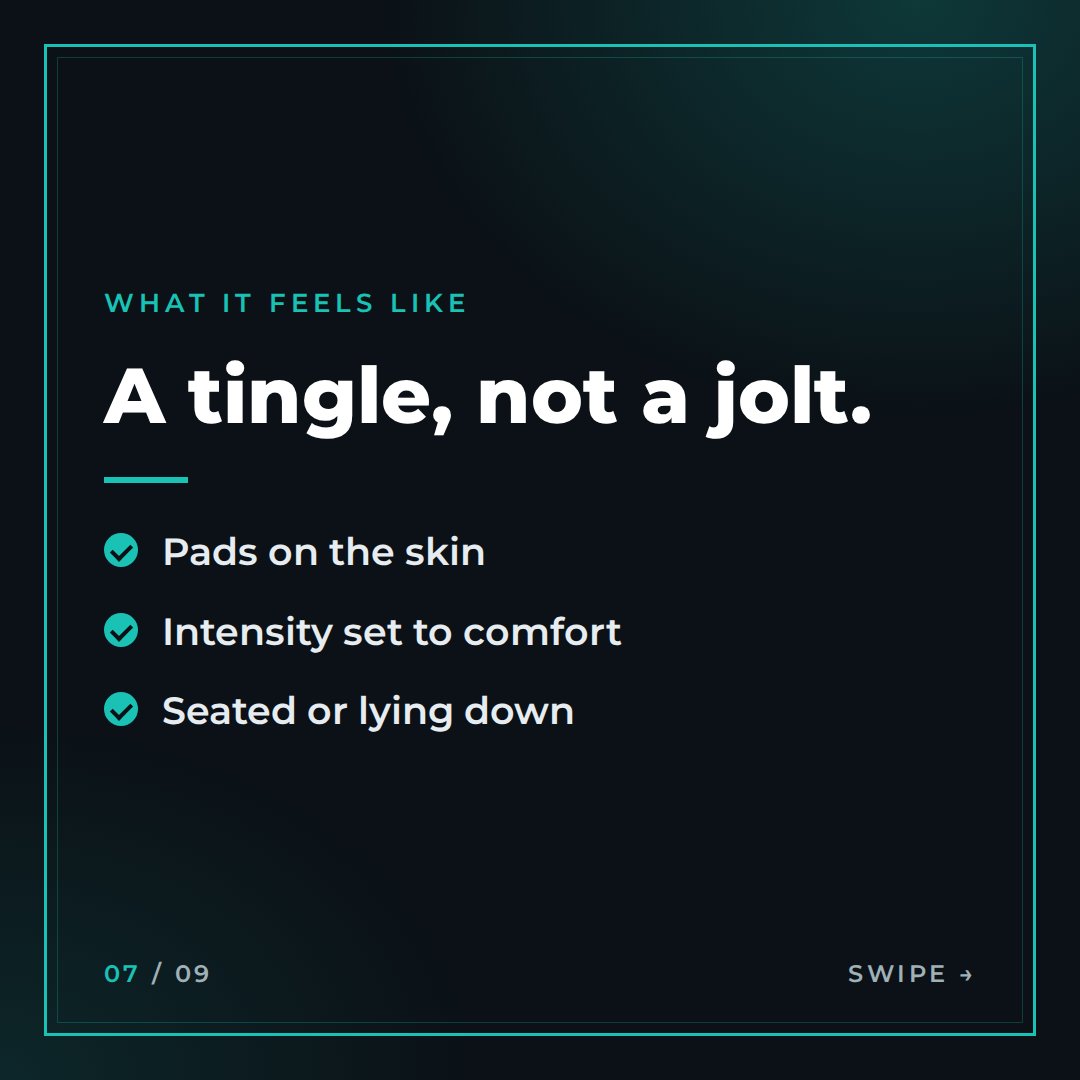 WHAT IT FEELS LIKE
A tingle, not a jolt.
Pads on the skin
Intensity set to comfort
Seated or lying down
07 / 09
SWIPE →